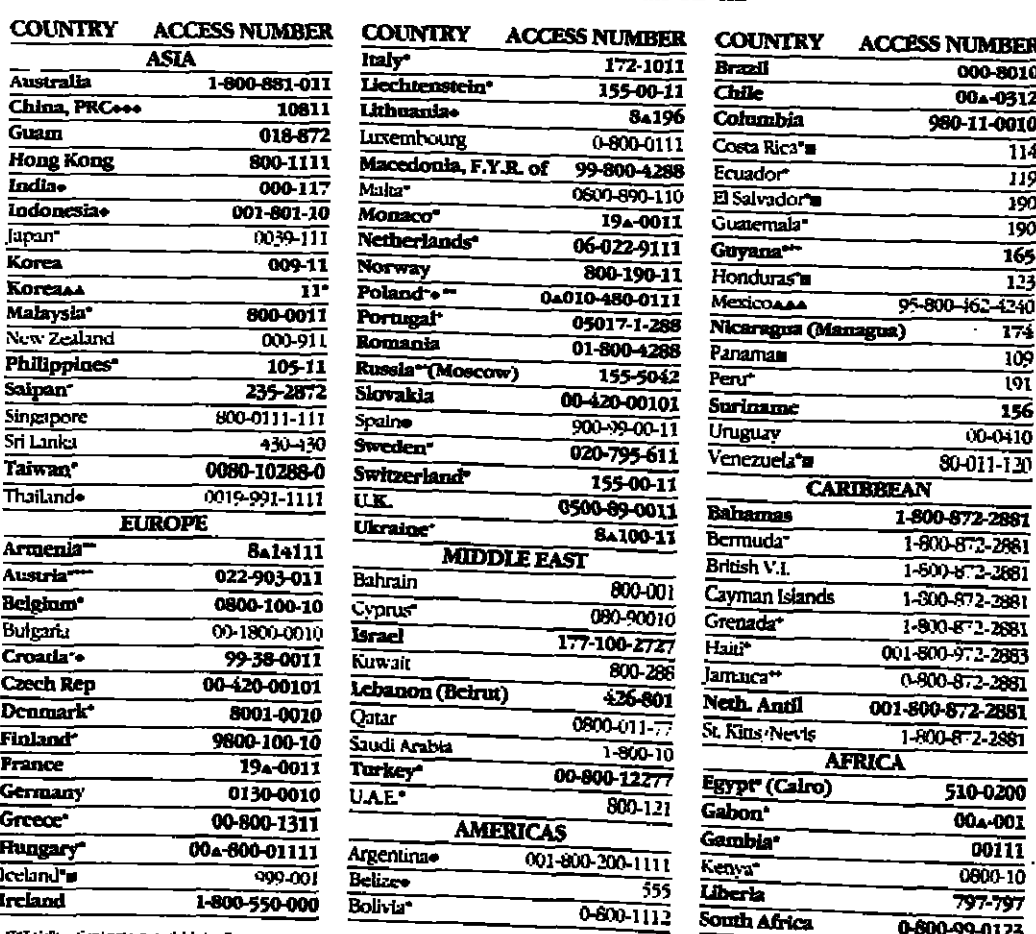 COUNTRY ACCESS NUMBER
ASIA
Australia 1-800-881-011
China, PRC♦♦♦ 10811
Guam 018-872
Hong Kong 800-1111
India♦ 000-117
Indonesia♦ 001-801-10
Japan* 0039-111
Korea 009-11
Korea▲▲ 11*
Malaysia* 800-0011
New Zealand 000-911
Philippines* 105-11
Saipan* 235-2872
Singapore 800-0111-111
Sri Lanka 430-430
Taiwan* 0080-10288-0
Thailand♦ 0019-991-1111
EUROPE
Armenia** 8▲14111
Austria**** 022-903-011
Belgium* 0800-100-10
Bulgaria 00-1800-0010
Croatia*♦ 99-38-0011
Czech Rep 00-420-00101
Denmark* 8001-0010
Finland* 9800-100-10
France 19▲-0011
Germany 0130-0010
Greece* 00-800-1311
Hungary* 00▲-800-01111
Iceland*■ 999-001
Ireland 1-800-550-000
COUNTRY ACCESS NUMBER
Italy* 172-1011
Liechtenstein* 155-00-11
Lithuania♦ 8▲196
Luxembourg 0-800-0111
Macedonia, F.Y.R. of 99-800-4288
Malta* 0800-890-110
Monaco* 19▲-0011
Netherlands* 06-022-9111
Norway 800-190-11
Poland*♦** 0▲010-480-0111
Portugal* 05017-1-288
Romania 01-800-4288
Russia**(Moscow) 155-5042
Slovakia 00-420-00101
Spain♦ 900-99-00-11
Sweden* 020-795-611
Switzerland* 155-00-11
U.K. 0500-89-0011
Ukraine* 8▲100-11
MIDDLE EAST
Bahrain 800-001
Cyprus* 080-90010
Israel 177-100-2727
Kuwait 800-288
Lebanon (Beirut) 426-801
Qatar 0800-011-77
Saudi Arabia 1-800-10
Turkey* 00-800-12277
U.A.E.* 800-121
AMERICAS
Argentina♦ 001-800-200-1111
Belize♦ 555
Bolivia* 0-800-1112
COUNTRY ACCESS NUMBER
Brazil 000-8010
Chile 00▲-0312
Columbia 980-11-0010
Costa Rica*■ 114
Ecuador* 119
El Salvador*■ 190
Guatemala* 190
Guyana*** 165
Honduras*■ 123
Mexico▲▲▲ 95-800-462-4240
Nicaragua (Managua) 174
Panama■ 109
Peru* 191
Suriname 156
Uruguay 00-0410
Venezuela*■ 80-011-120
CARIBBEAN
Bahamas 1-800-872-2881
Bermuda* 1-800-872-2881
British V.I. 1-800-872-2881
Cayman Islands 1-800-872-2881
Grenada* 1-800-872-2881
Haiti* 001-800-972-2883
Jamaica** 0-800-872-2881
Neth. Antil 001-800-872-2881
St. Kitts/Nevis 1-800-872-2881
AFRICA
Egypt* (Cairo) 510-0200
Gabon* 00▲-001
Gambia* 00111
Kenya* 0800-10
Liberia 797-797
South Africa 0-800-99-0123